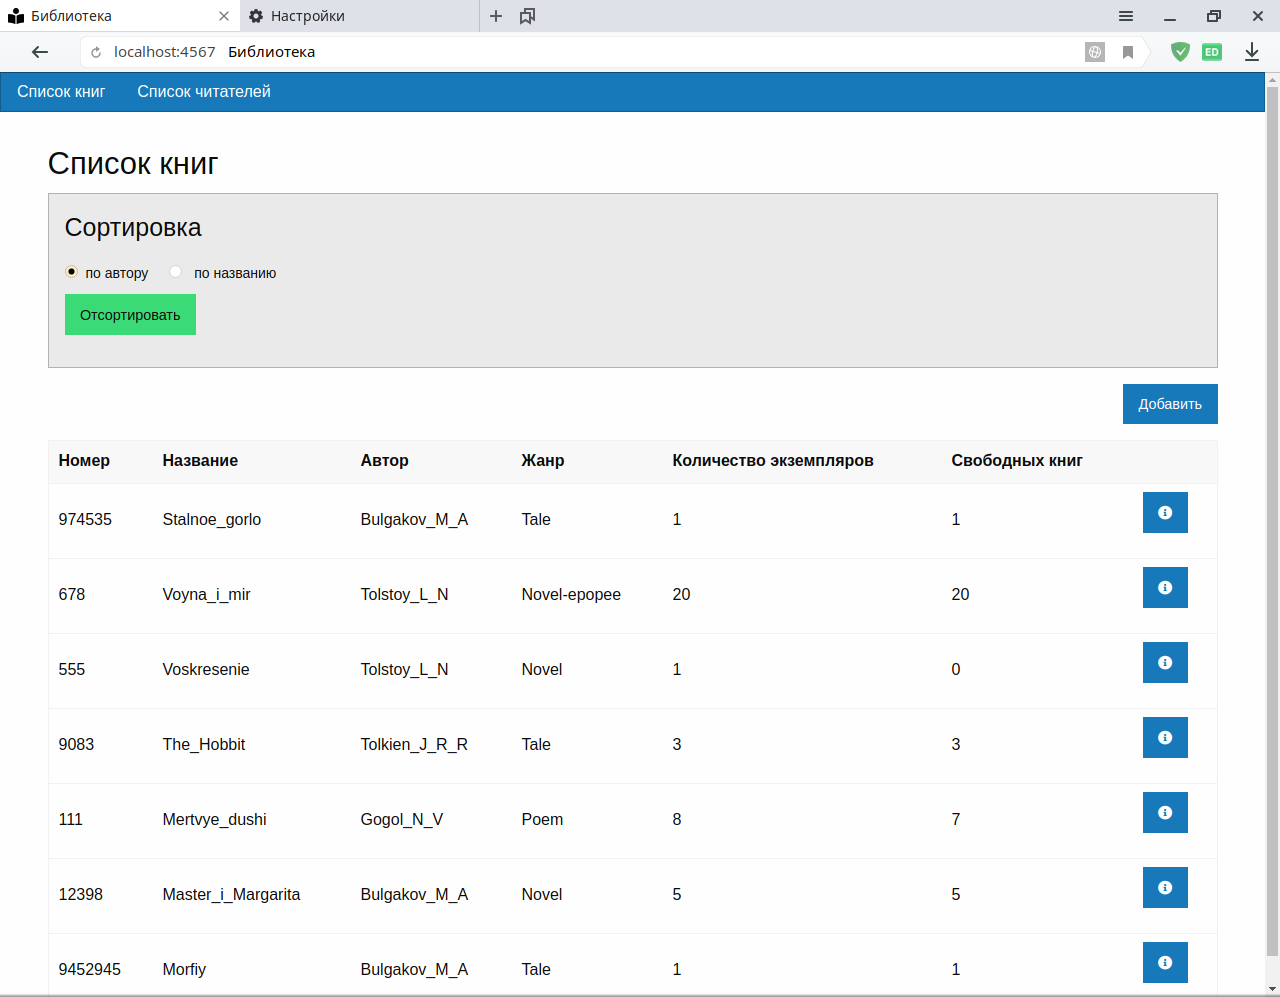 Библиотека Настройки
localhost:4567 Библиотека ED
Список книг Список читателей
Список книг
Сортировка
по автору по названию
Отсортировать
Добавить
Номер Название Автор Жанр Количество экземпляров Свободных книг
974535 Stalnoe_gorlo Bulgakov_M_A Tale 1 1
678 Voyna_i_mir Tolstoy_L_N Novel-epopee 20 20
555 Voskresenie Tolstoy_L_N Novel 1 0
9083 The_Hobbit Tolkien_J_R_R Tale 3 3
111 Mertvye_dushi Gogol_N_V Poem 8 7
12398 Master_i_Margarita Bulgakov_M_A Novel 5 5
9452945 Morfiy Bulgakov_M_A Tale 1 1